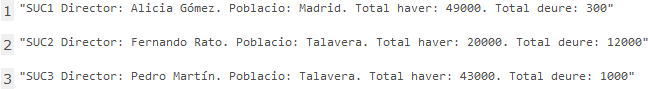 1 "SUC1 Director: Alicia Gómez. Poblacio: Madrid. Total haver: 49000. Total deure: 300"
2 "SUC2 Director: Fernando Rato. Poblacio: Talavera. Total haver: 20000. Total deure: 12000"
3 "SUC3 Director: Pedro Martín. Poblacio: Talavera. Total haver: 43000. Total deure: 1000"